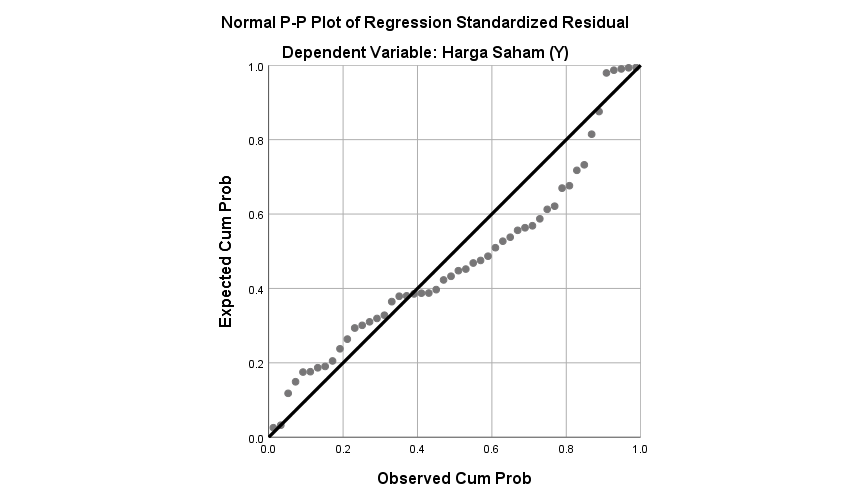 Normal P-P Plot of Regression Standardized Residual
Dependent Variable: Harga Saham (Y)
1.0
0.8
0.6
0.4
0.2
0.0
Expected Cum Prob
0.0 0.2 0.4 0.6 0.8 1.0
Observed Cum Prob